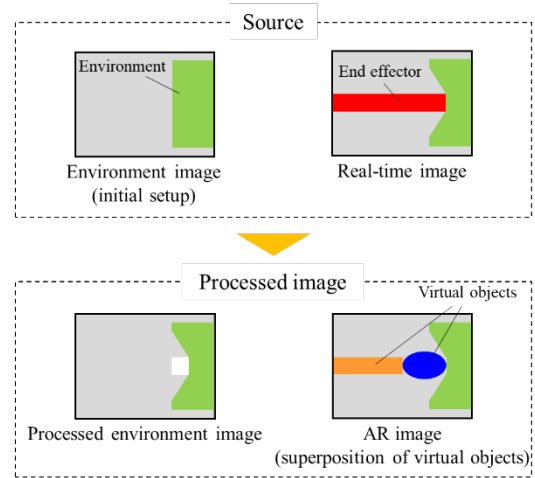 Source
Environment
End effector
Environment image
(initial setup)
Real-time image
Processed image
Virtual objects
Processed environment image
AR image
(superposition of virtual objects)